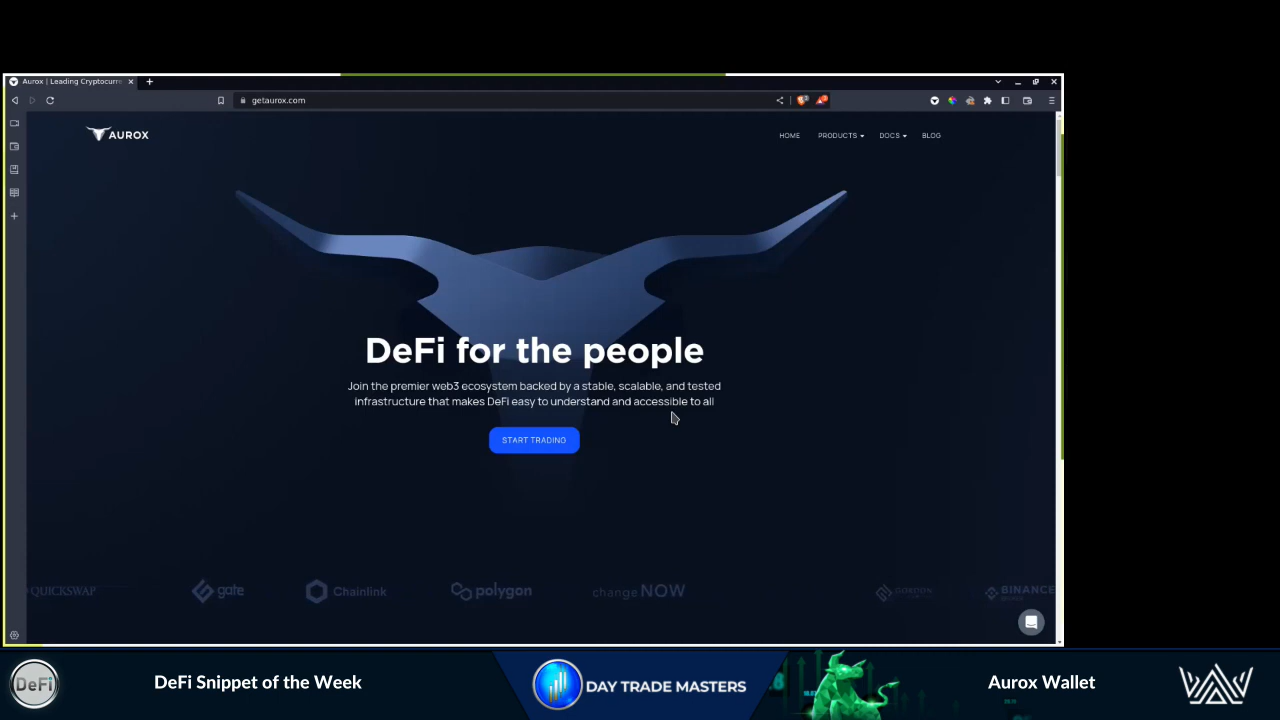 Aurox | Leading Cryptocurre
getaurox.com
AUROX
HOME PRODUCTS DOCS BLOG
DeFi for the people
Join the premier web3 ecosystem backed by a stable, scalable, and tested
infrastructure that makes DeFi easy to understand and accessible to all
START TRADING
QUICKSWAP gate Chainlink polygon changeNOW BINANCE
DeFi
DeFi Snippet of the Week
DAY TRADE MASTERS
Aurox Wallet